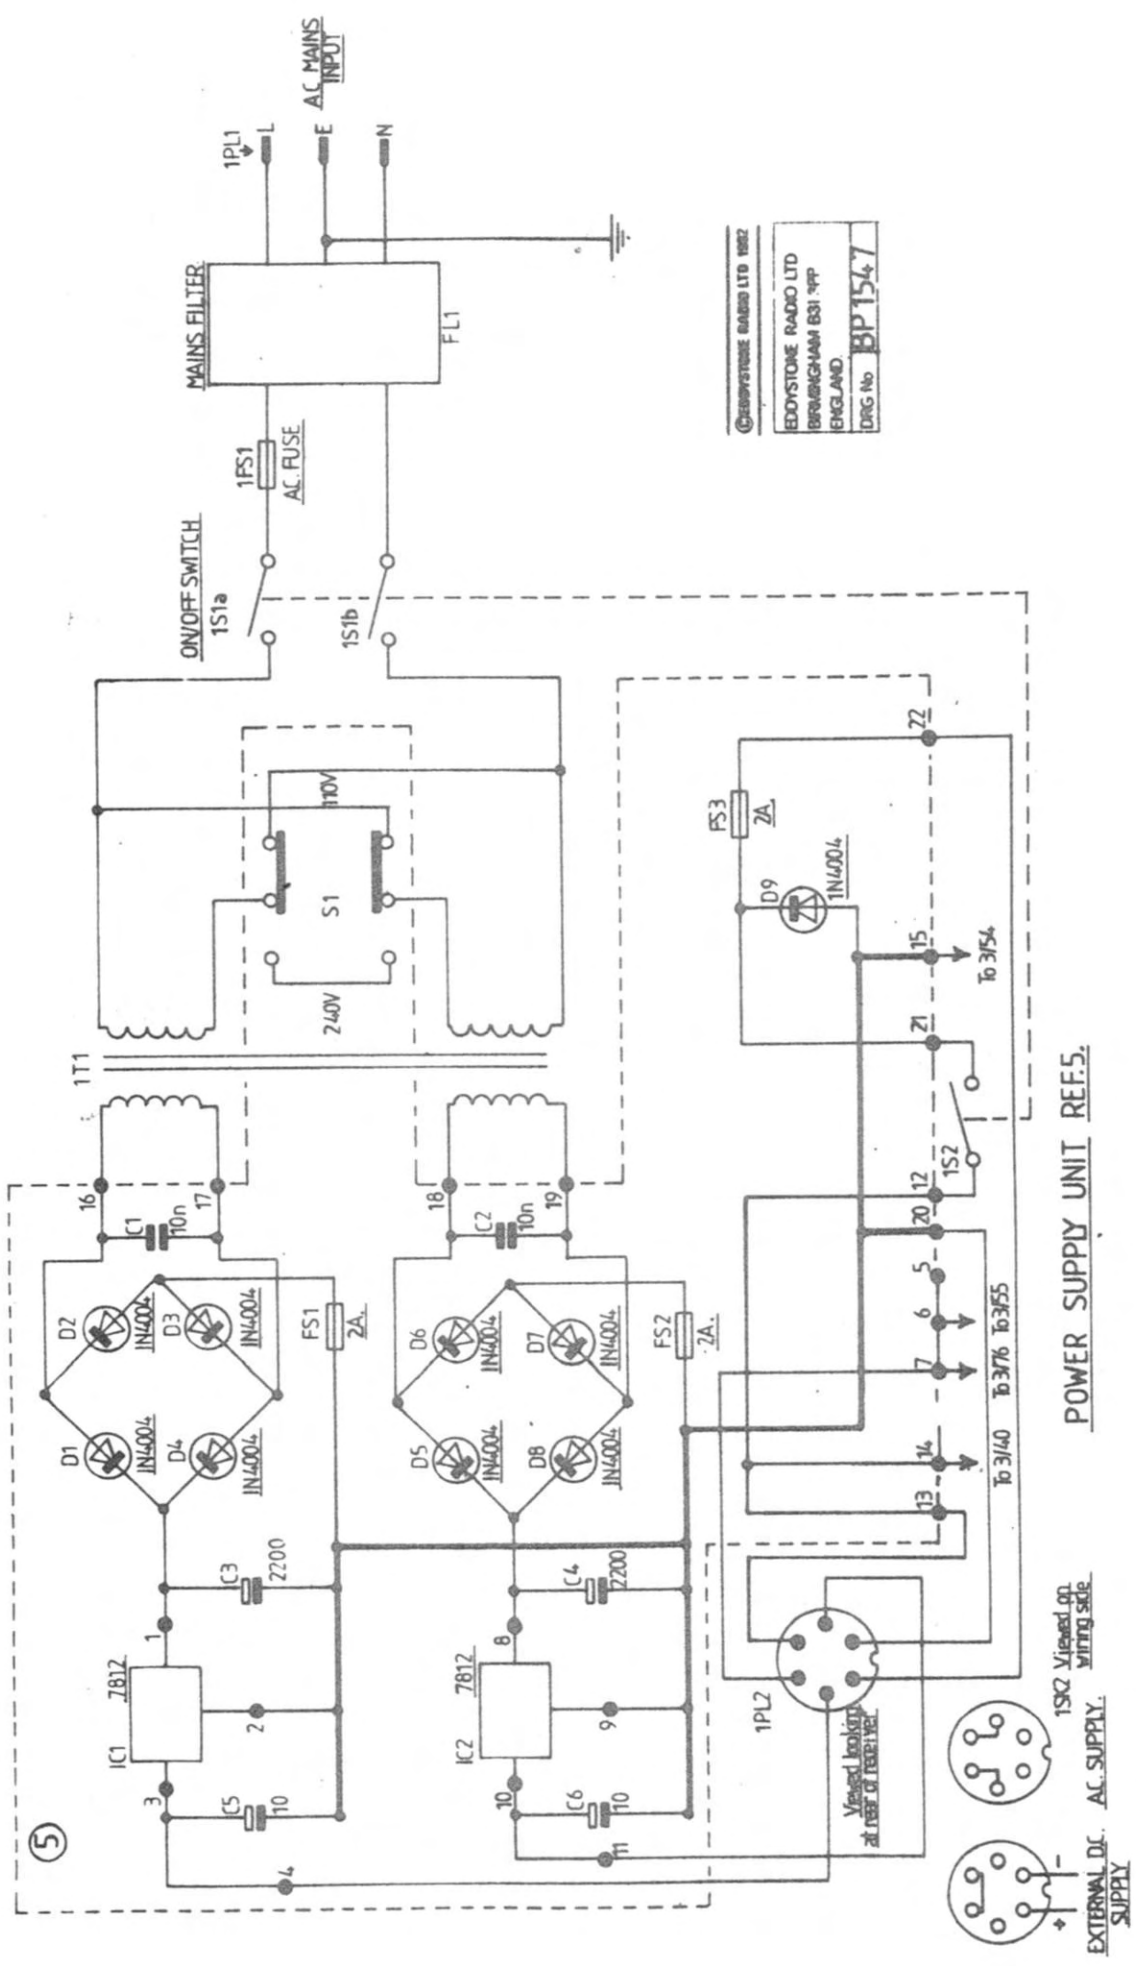 5
IC1
7812
3
1
2
4
C5
10
C3
2200
D1
1N4004
D2
1N4004
D4
1N4004
D3
1N4004
FS1
2A.
16
C1
10n
17
1T1
240V
S1
110V
ON/OFF SWITCH
1S1a
1S1b
1FS1
A.C. FUSE
MAINS FILTER
FL1
1PL1
L
E
N
A.C MAINS
INPUT
IC2
7812
10
8
9
11
C6
10
C4
2200
D5
1N4004
D6
1N4004
D8
1N4004
D7
1N4004
FS2
2A.
18
C2
10n
19
1PL2
Viewed looking
at rear of receiver
13
14
7
6
5
20
12
1S2
21
15
22
To 3/40
To 3/76
To 3/55
To 3/54
D9
1N4004
FS3
2A.
©EDDYSTONE RADIO LTD 1982
EDDYSTONE RADIO LTD
BIRMINGHAM B31 3PP
ENGLAND.
DRG No BP1547
+
-
EXTERNAL D.C.
SUPPLY
A.C. SUPPLY.
1SK2 Viewed on
wiring side
POWER SUPPLY UNIT REF.5.